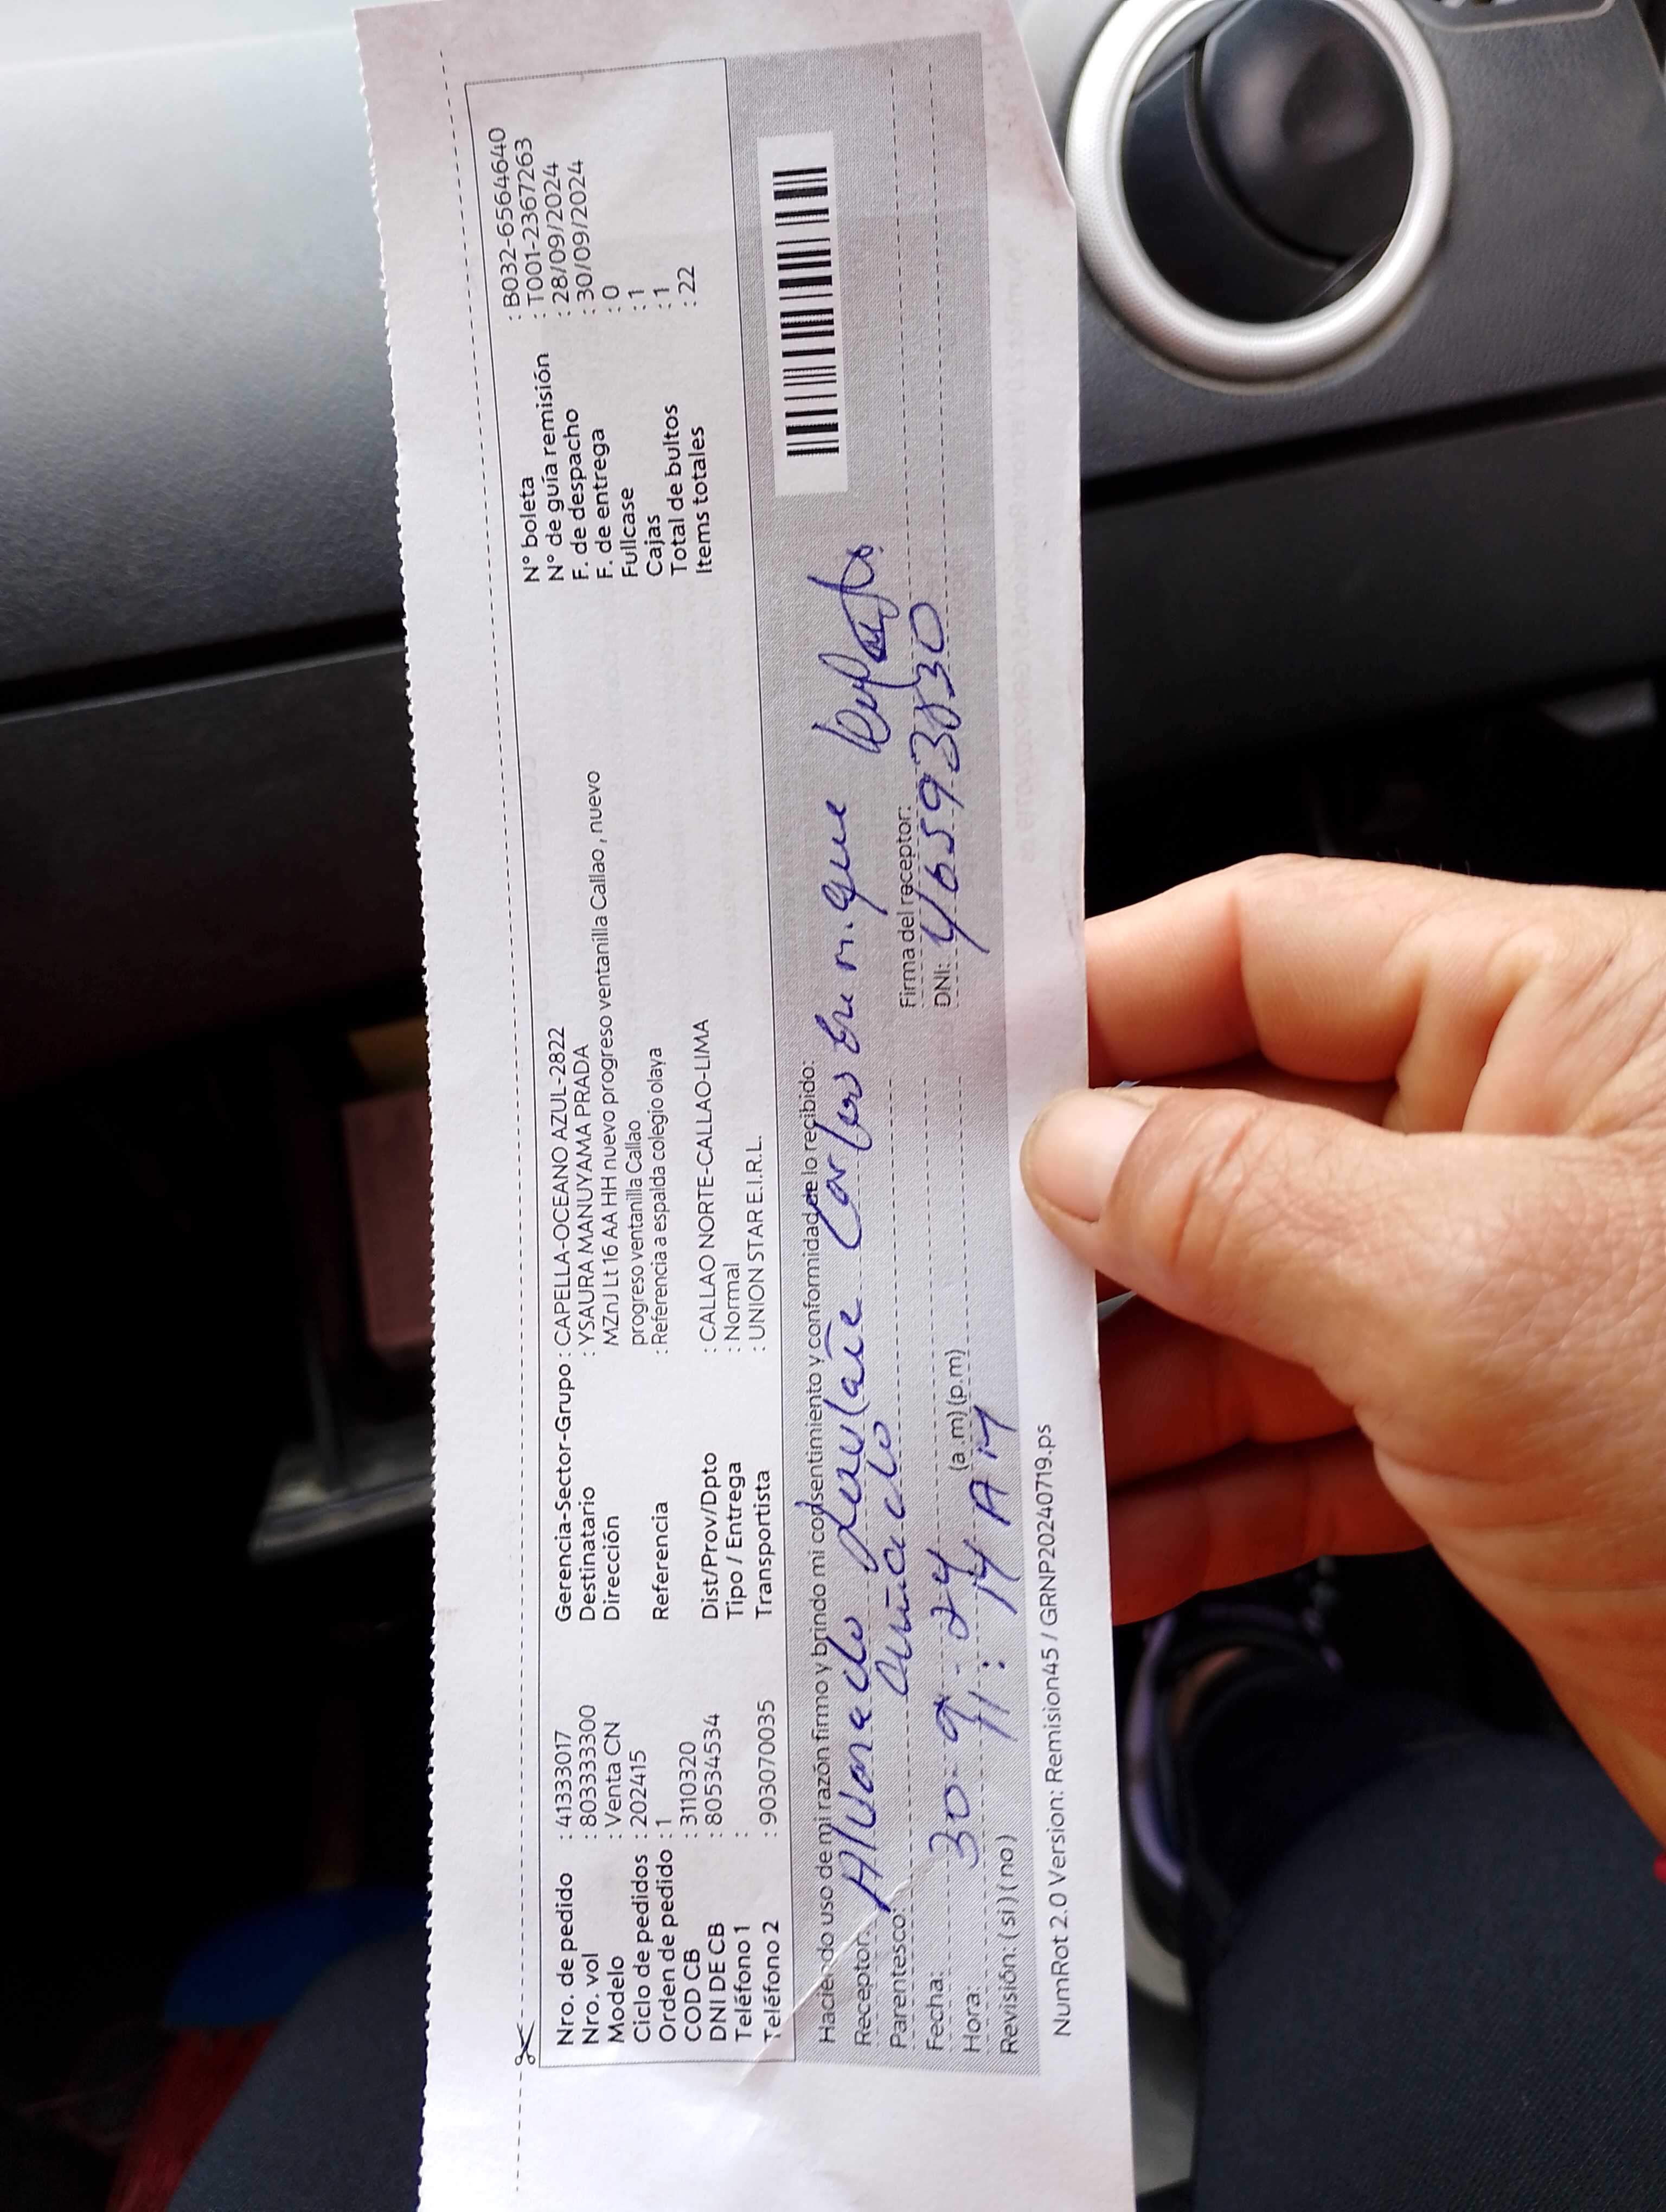 Nro. de pedido : 41333017
Nro. vol : 803333300
Modelo : Venta CN
Ciclo de pedidos : 202415
Orden de pedido : 1
COD CB : 3110320
DNI DE CB : 80534534
Teléfono 1 :
Teléfono 2 : 903070035
Gerencia-Sector-Grupo : CAPELLA-OCEANO AZUL-2822
Destinatario : YSAURA MANUYAMA PRADA
Dirección MZnJ Lt 16 AA HH nuevo progreso ventanilla Callao , nuevo
progreso ventanilla Callao
Referencia : Referencia a espalda colegio olaya
Dist/Prov/Dpto : CALLAO NORTE-CALLAO-LIMA
Tipo / Entrega : Normal
Transportista : UNION STAR E.I.R.L.
N° boleta : B032-6564640
N° de guía remisión : T001-2367263
F. de despacho : 28/09/2024
F. de entrega : 30/09/2024
Fullcase : 0
Cajas : 1
Total de bultos : 1
Items totales : 22
Haciendo uso de mi razón firmo y brindo mi consentimiento y conformidad de lo recibido:
Receptor: Alvarado Carlos
Parentesco:
Fecha: 30-9-24
Hora: 11:14 AM (a.m) (p.m)
Revisión: ( si ) ( no )
Firma del receptor:
DNI:
NumRot 2.0 Version: Remision45 / GRNP20240719.ps